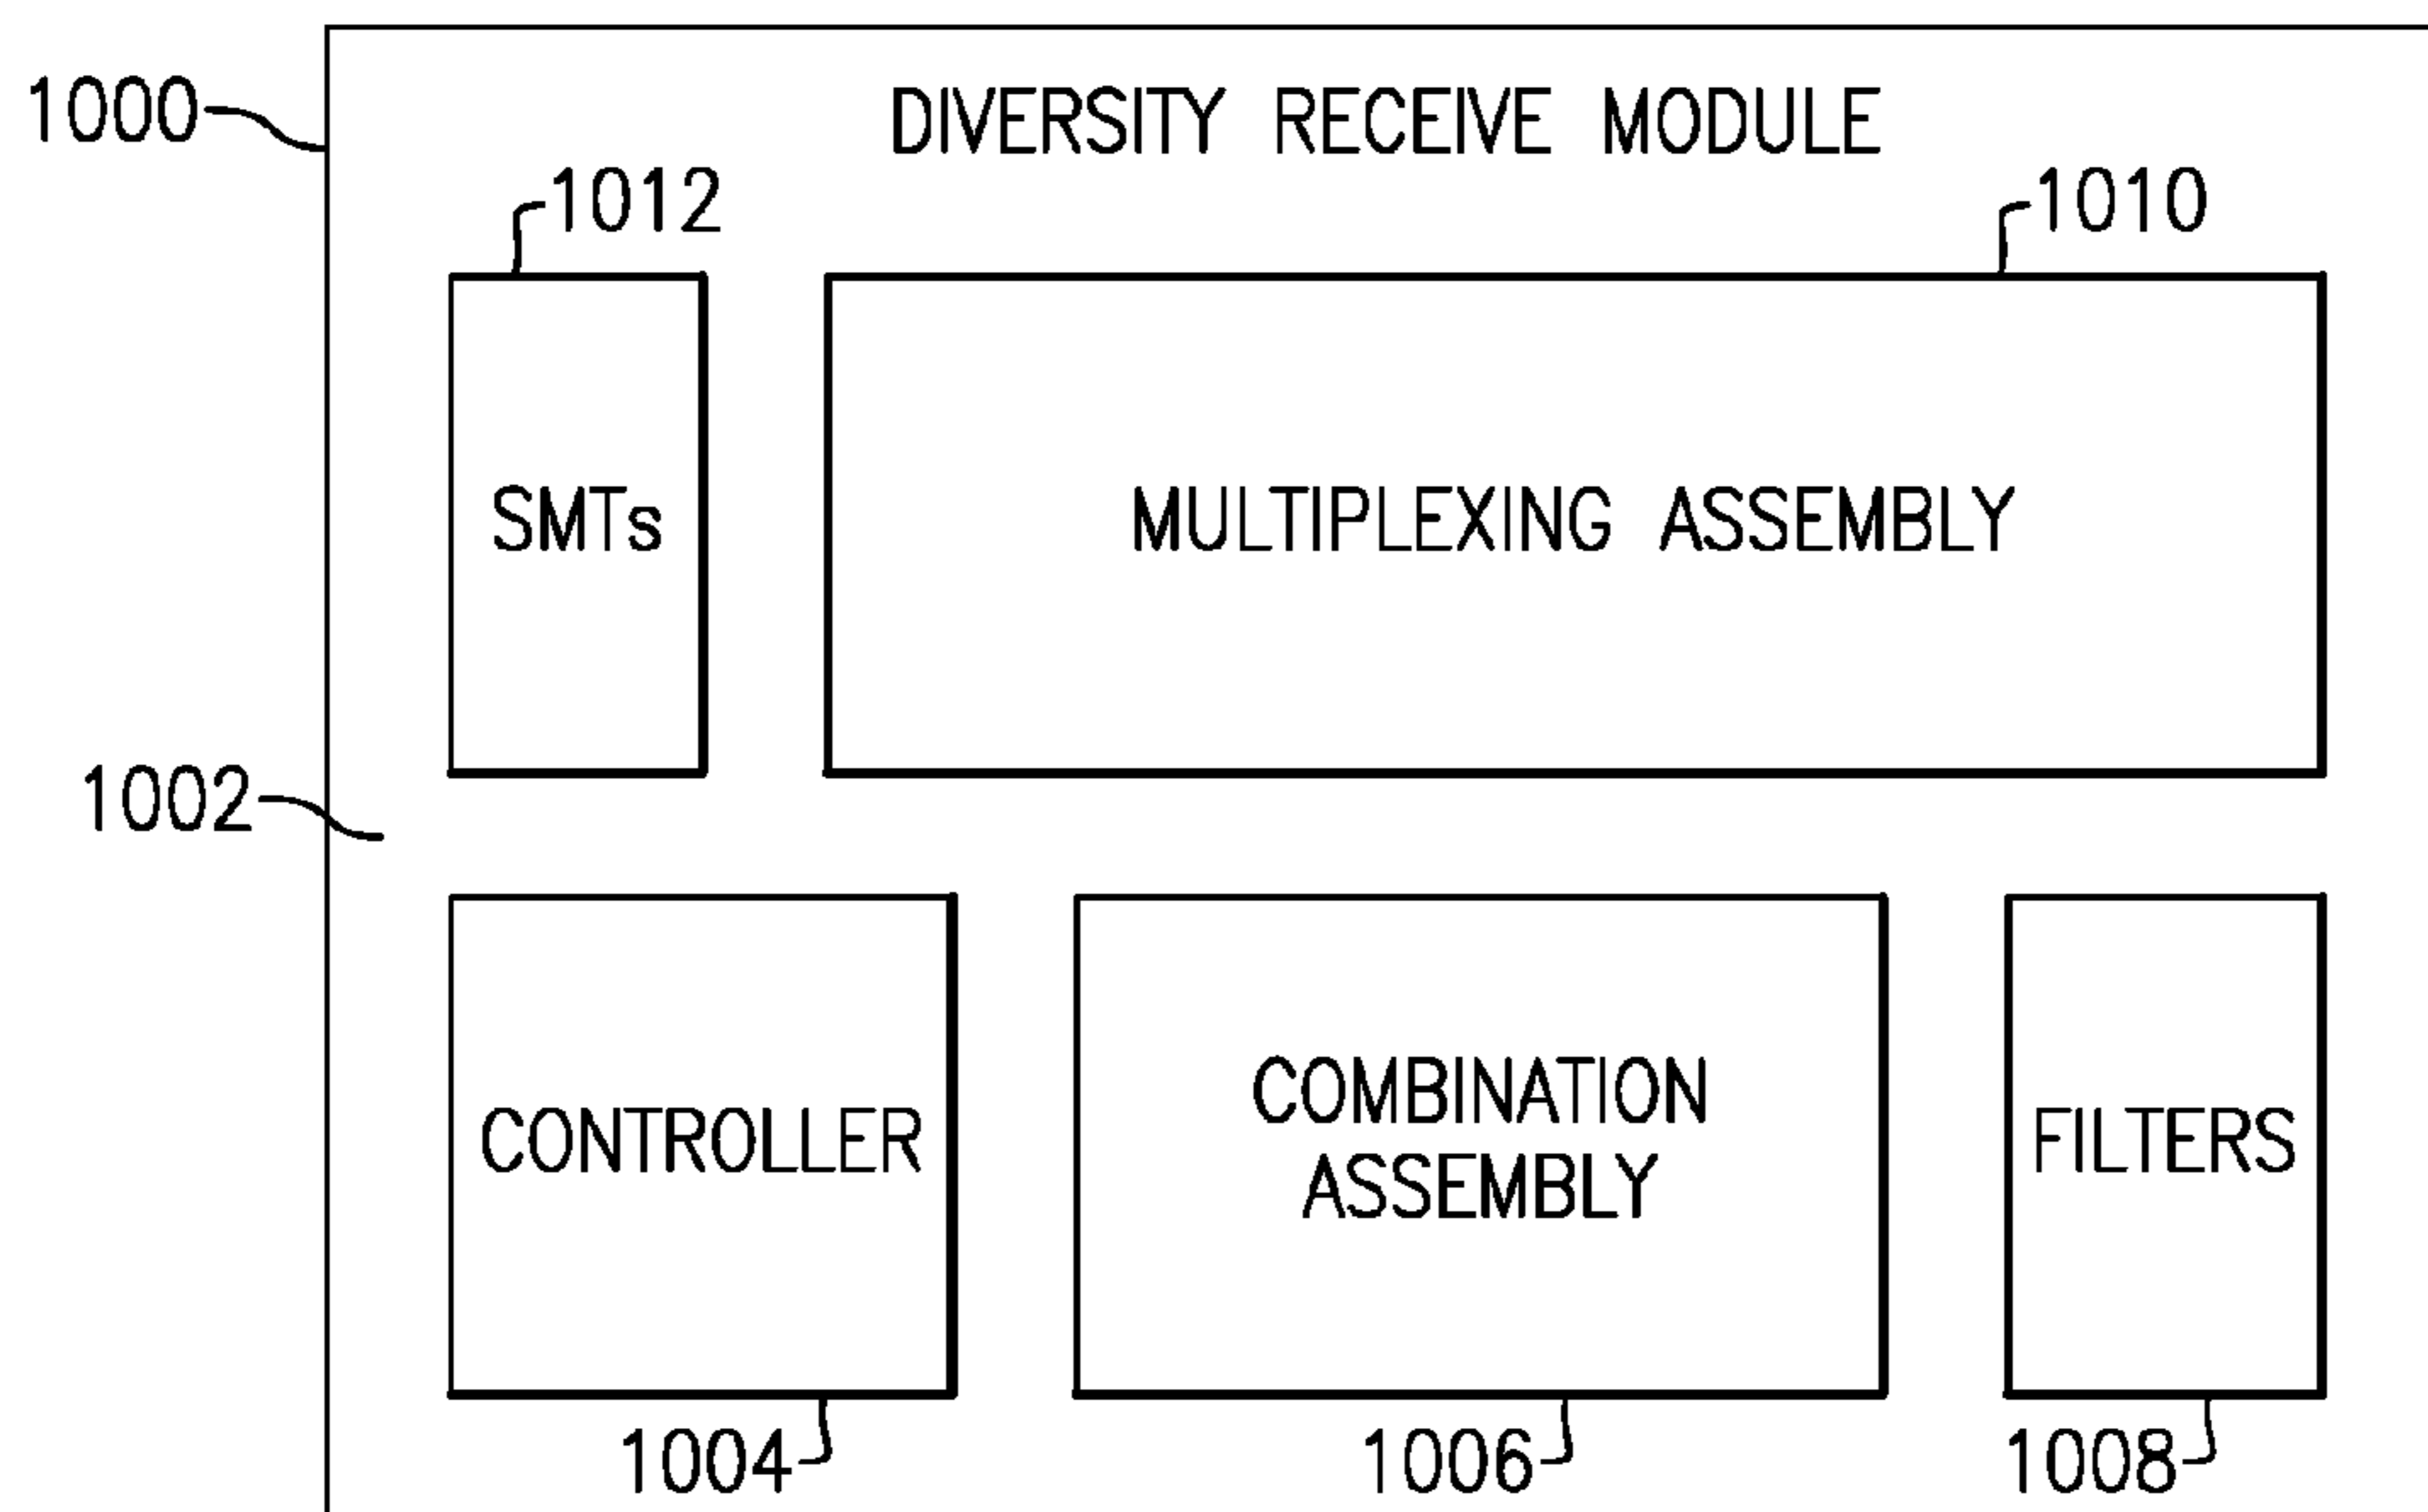 1000
DIVERSITY RECEIVE MODULE
1012
1010
SMTs
MULTIPLEXING ASSEMBLY
1002
CONTROLLER
COMBINATION
ASSEMBLY
FILTERS
1004
1006
1008